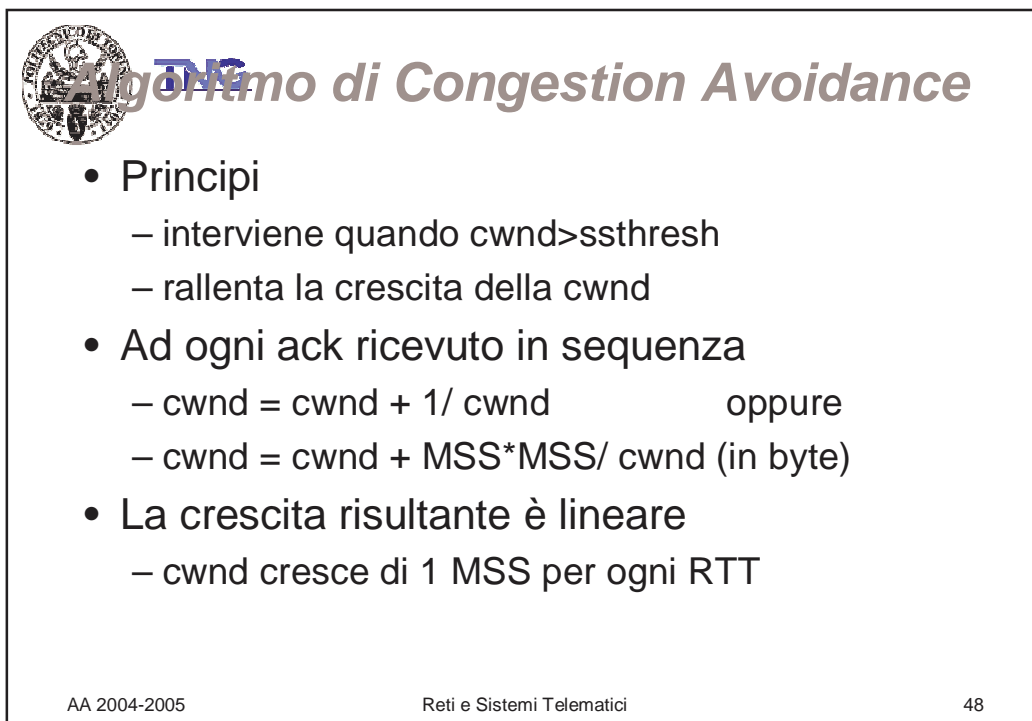 TNG
Algoritmo di Congestion Avoidance
• Principi
– interviene quando cwnd>ssthresh
– rallenta la crescita della cwnd
• Ad ogni ack ricevuto in sequenza
– cwnd = cwnd + 1/ cwnd oppure
– cwnd = cwnd + MSS*MSS/ cwnd (in byte)
• La crescita risultante è lineare
– cwnd cresce di 1 MSS per ogni RTT
AA 2004-2005 Reti e Sistemi Telematici 48